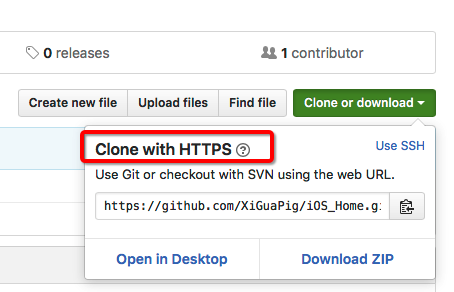 0 releases
1 contributor
Create new file
Upload files
Find file
Clone or download
Clone with HTTPS
Use SSH
Use Git or checkout with SVN using the web URL.
https://github.com/XiGuaPig/iOS_Home.gi
Open in Desktop
Download ZIP